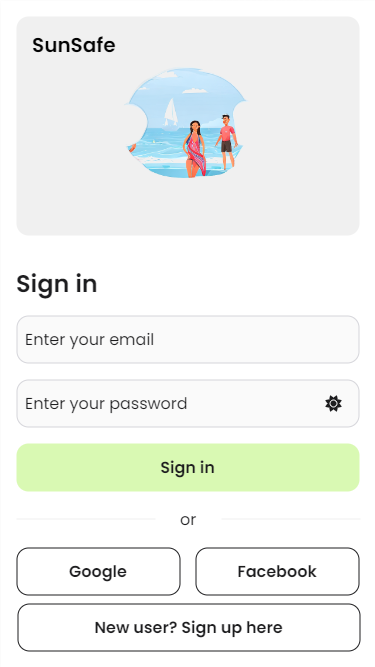 SunSafe
Sign in
Enter your email
Enter your password
Sign in
or
Google
Facebook
New user? Sign up here